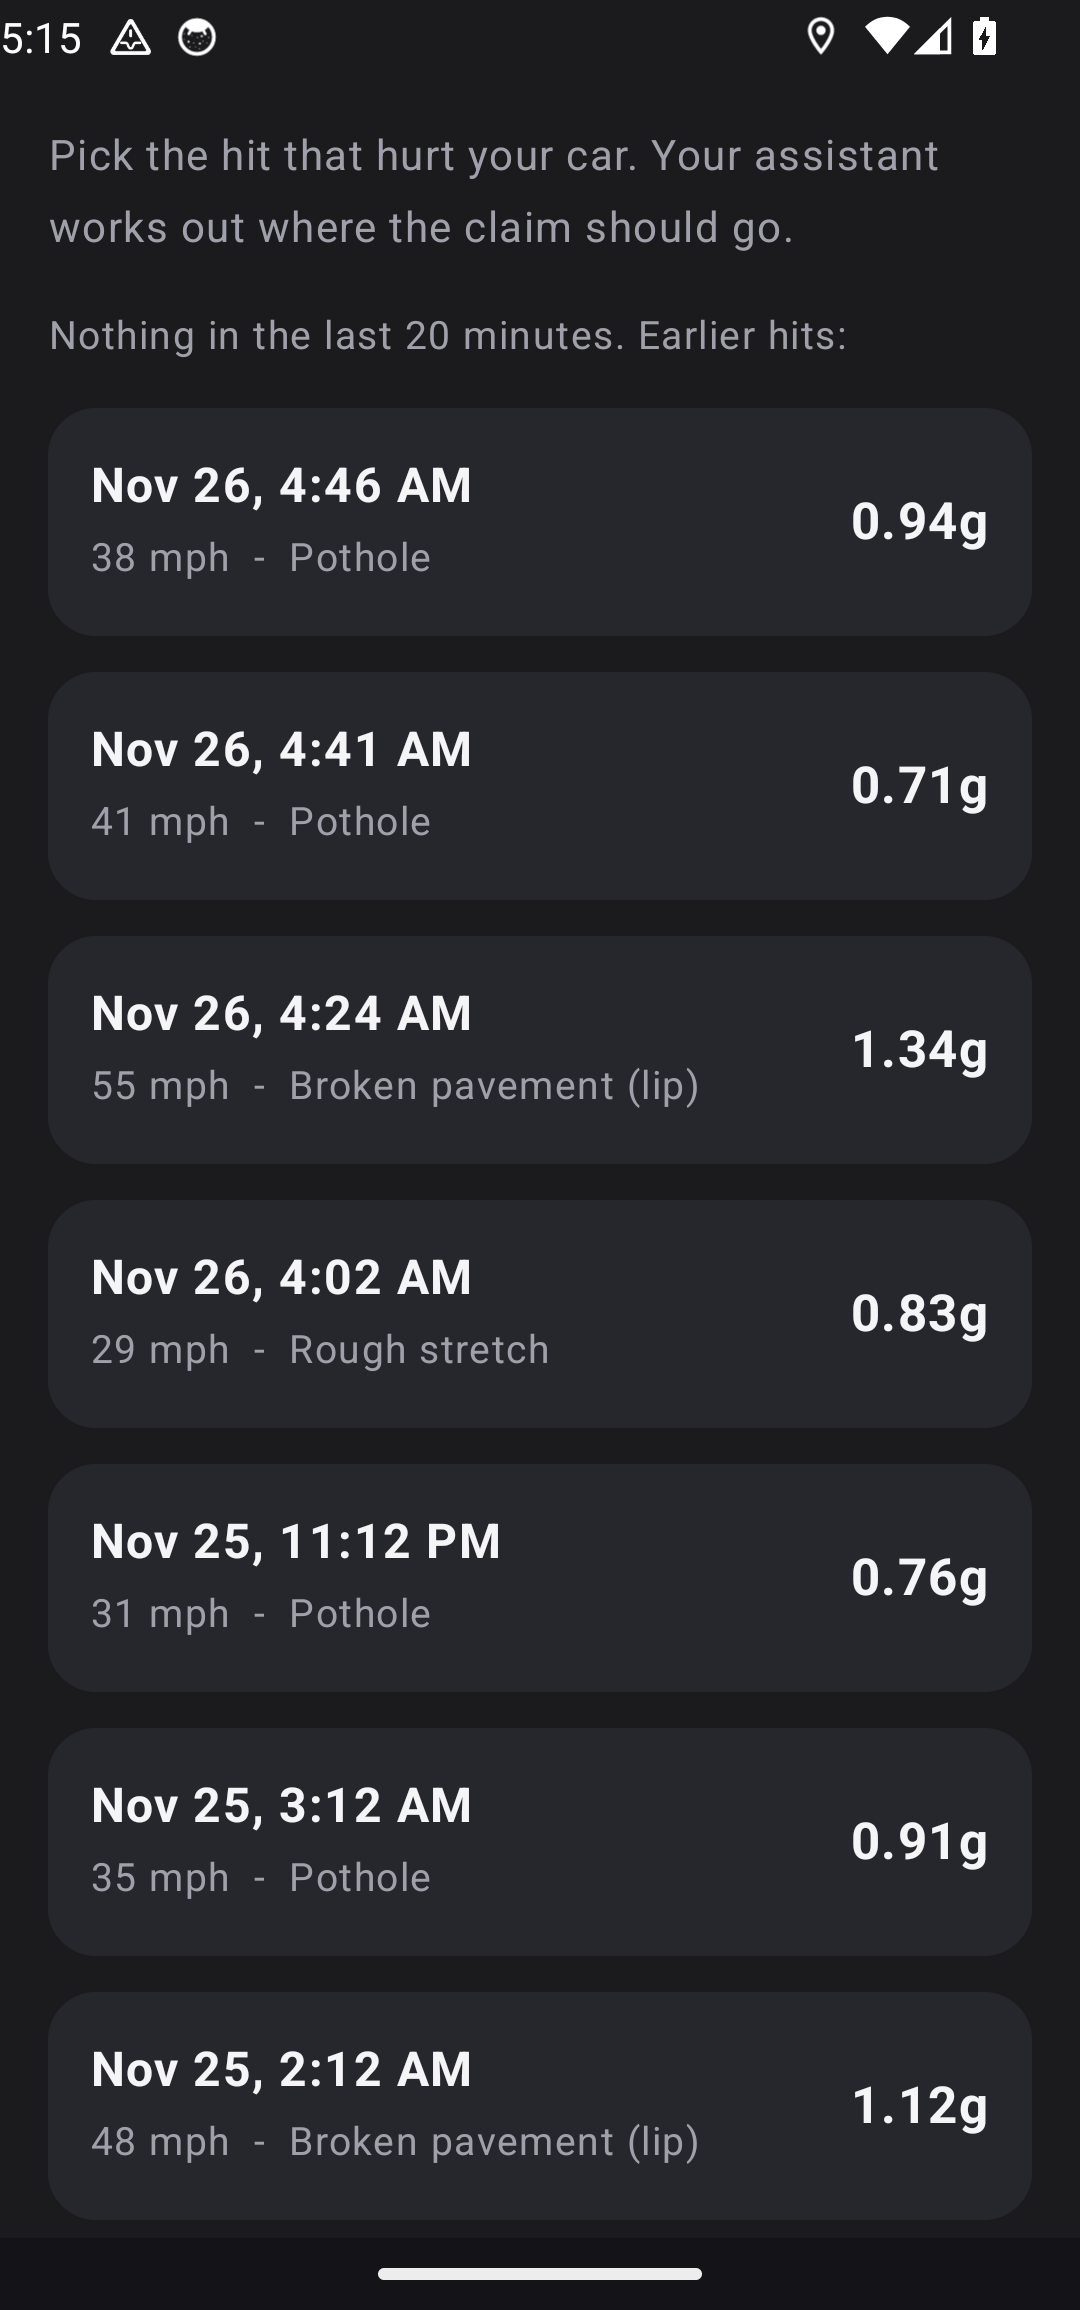 5:15
Pick the hit that hurt your car. Your assistant
works out where the claim should go.
Nothing in the last 20 minutes. Earlier hits:
Nov 26, 4:46 AM
38 mph - Pothole
0.94g
Nov 26, 4:41 AM
41 mph - Pothole
0.71g
Nov 26, 4:24 AM
55 mph - Broken pavement (lip)
1.34g
Nov 26, 4:02 AM
29 mph - Rough stretch
0.83g
Nov 25, 11:12 PM
31 mph - Pothole
0.76g
Nov 25, 3:12 AM
35 mph - Pothole
0.91g
Nov 25, 2:12 AM
48 mph - Broken pavement (lip)
1.12g